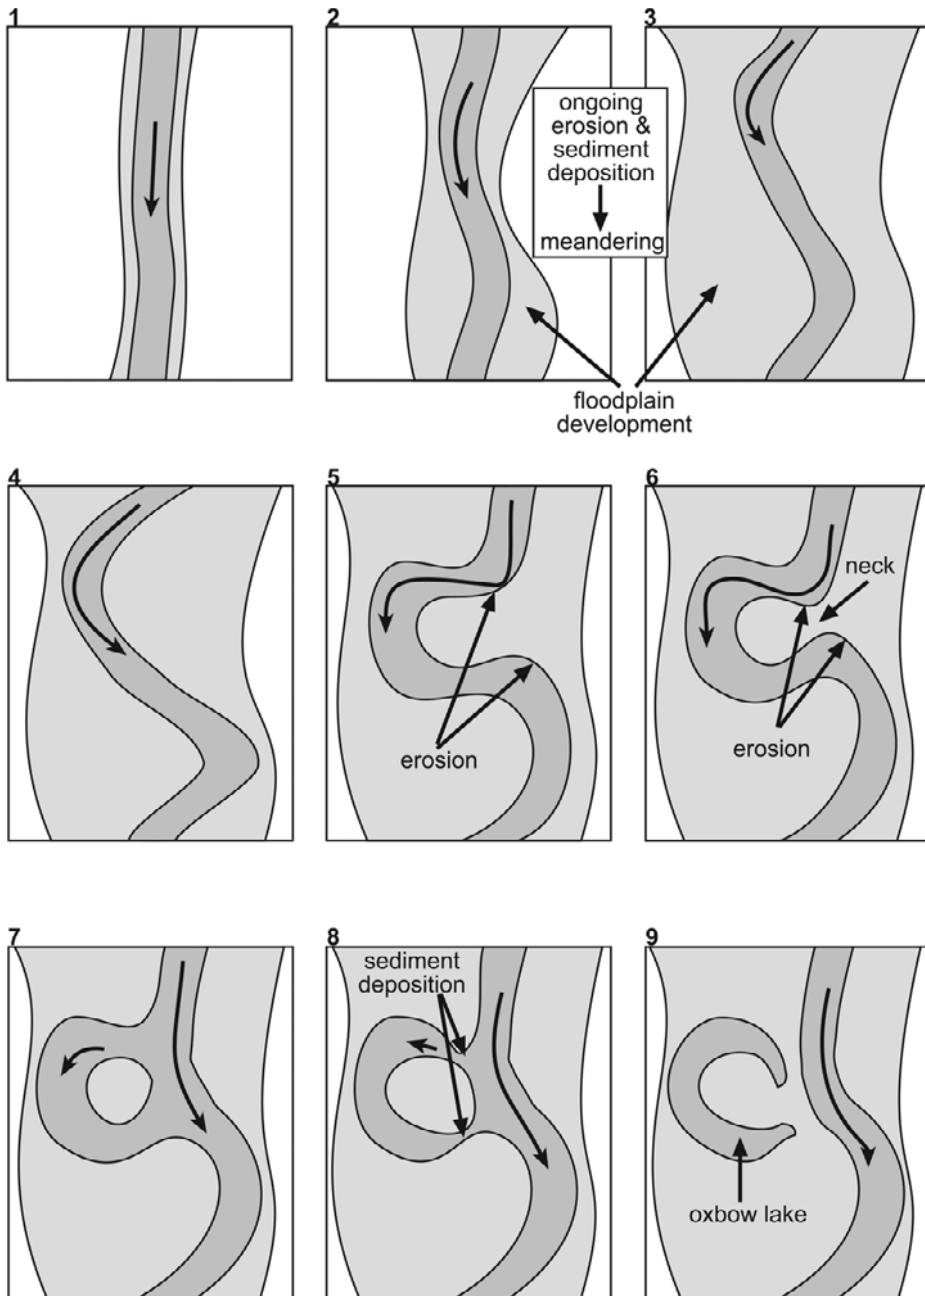 1
2
3
ongoing
erosion &
sediment
deposition
meandering
floodplain
development
4
5
6
neck
erosion
erosion
7
8
9
sediment
deposition
oxbow lake